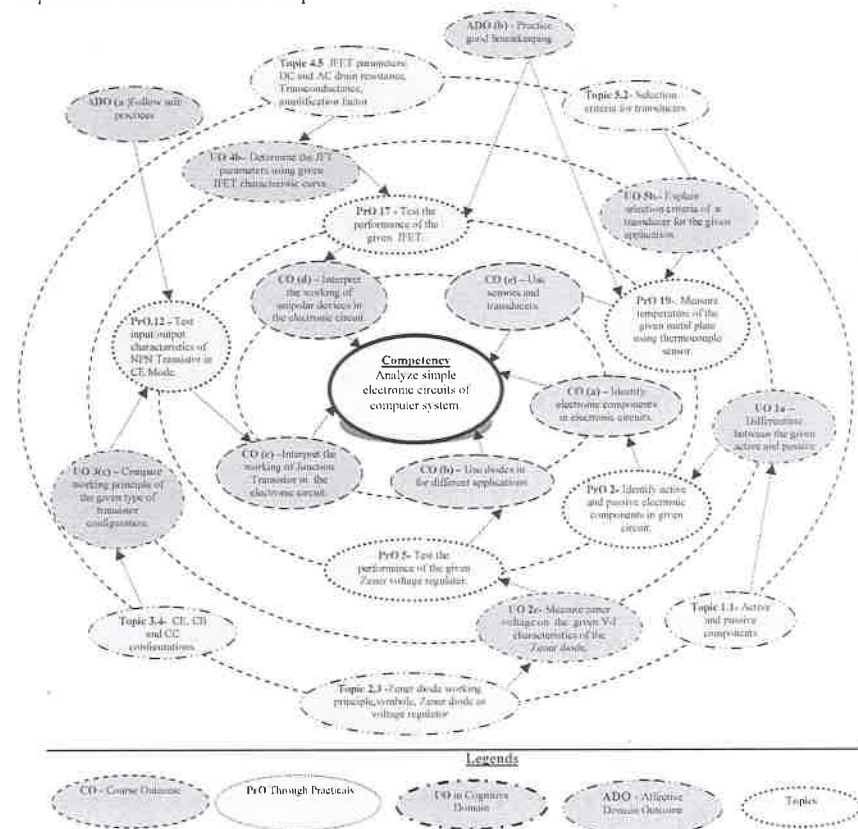 ADO (b) - Practice
good housekeeping
Topic 4.5 JFET parameters:
DC and AC drain resistance,
Transconductance,
amplification factor
Topic 5.2- Selection
criteria for transducers.
ADO (a )Follow safe
practices
UO 4b- Determine the JFT
parameters using given
JFET characteristic curve.
UO 5b- Explain
selection criteria of a
transducer for the given
application.
PrO 17 - Test the
performance of the
given JFET.
CO (d) – Interpret
the working of
unipolar devices in
the electronic circuit.
CO (e) – Use
sensors and
transducers.
PrO 19-. Measure
temperature of the
given metal plate
using thermocouple
sensor.
PrO.12 – Test
input/output
characteristics of
NPN Transistor in
CE Mode.
Competency
Analyze simple
electronic circuits of
computer system
CO (a) – Identify
electronic components
in electronic circuits.
UO 1a –
Differentiate
between the given
active and passive
CO (c) –Interpret the
working of Junction
Transistor in the
electronic circuit.
CO (b) – Use diodes in
for different applications
UO 3(c) – Compare
working principle of
the given type of
transistor
configuration.
PrO 2- Identify active
and passive electronic
components in given
circuit.
PrO 5- Test the
performance of the given
Zener voltage regulator.
UO 2c- Measure zener
voltage on the given V-I
characteristics of the
Zener diode.
Topic 1.1- Active
and passive
components
Topic 3.4- CE, CB
and CC
configurations.
Topic 2.3 -Zener diode working
principle,symbols, Zener diode as
voltage regulator
Legends
CO - Course Outcome
PrO Through Practicals
UO in Cognitive
Domain
ADO - Affective
Domain Outcome
Topics